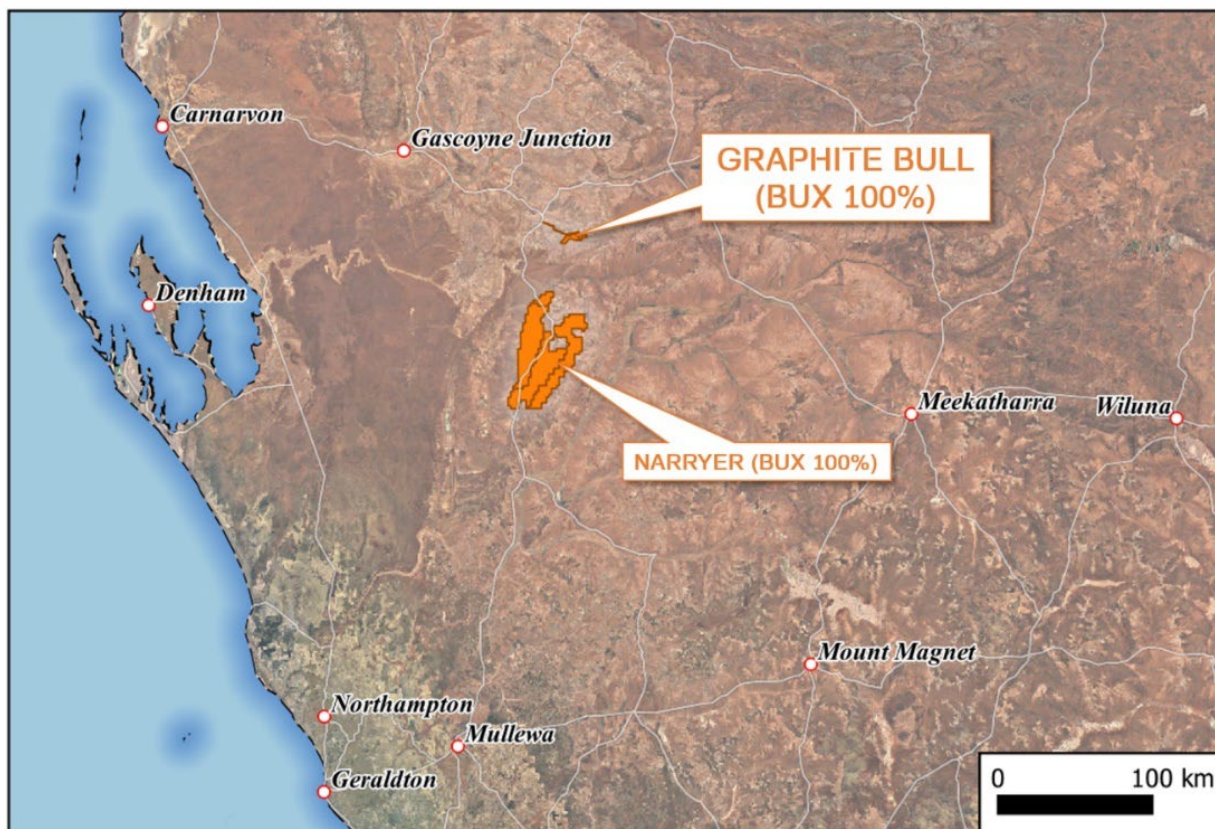 Carnarvon
Gascoyne Junction
GRAPHITE BULL
(BUX 100%)
Denham
Meekatharra
Wiluna
NARRYER (BUX 100%)
Mount Magnet
Northampton
Mullewa
Geraldton
0 100 km